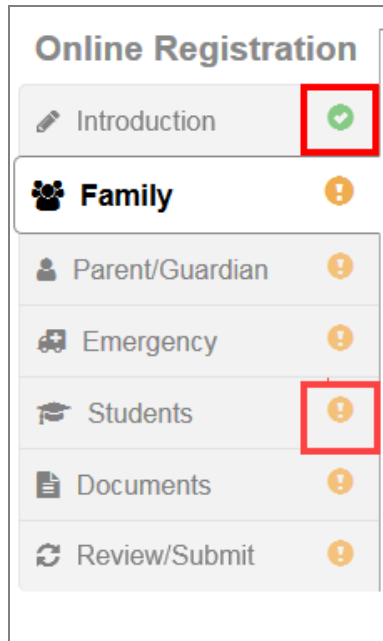 Online Registration
Introduction
Family
Parent/Guardian
Emergency
Students
Documents
Review/Submit